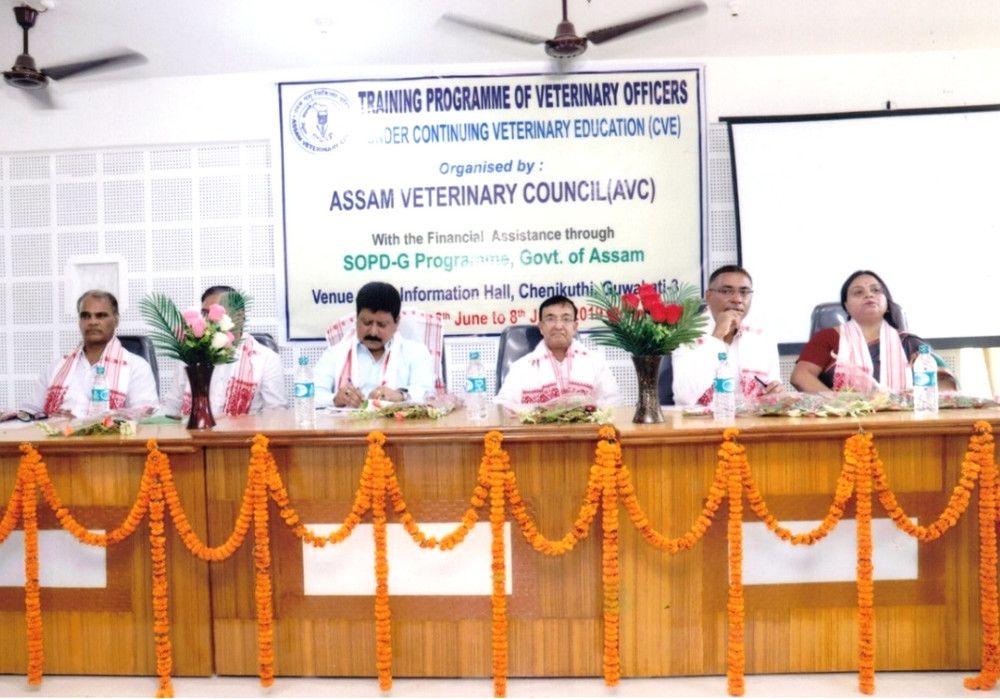 TRAINING PROGRAMME OF VETERINARY OFFICERS
UNDER CONTINUING VETERINARY EDUCATION (CVE)
Organised by :
ASSAM VETERINARY COUNCIL(AVC)
With the Financial Assistance through
SOPD-G Programme, Govt. of Assam
Venue Information Hall, Chenikuthi, Guwahati-3
June to 8th 2019